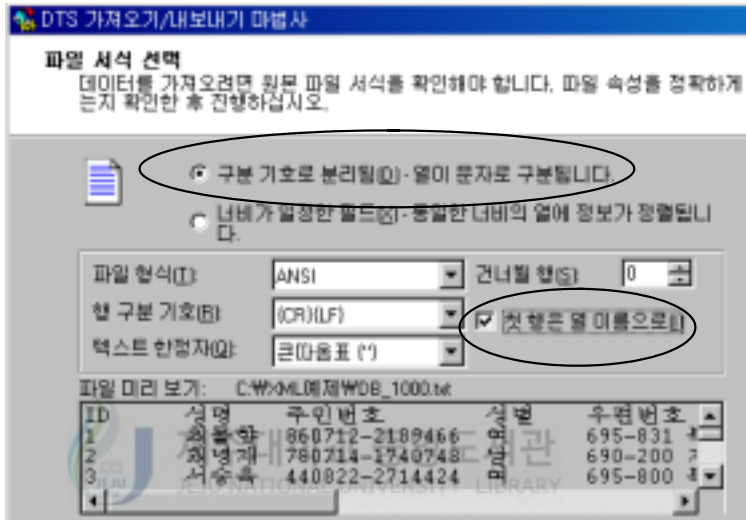 DTS 가져오기/내보내기 마법사
파일 서식 선택
데이터를 가져오려면 원본 파일 서식을 확인해야 합니다. 파일 속성을 정확하게
는지 확인한 후 진행하십시오.
구분 기호로 분리됨(D) - 열이 문자로 구분됩니다.
너비가 일정한 필드(X) - 동일한 너비의 열에 정보가 정렬됩니
다.
파일 형식(T): ANSI 건너뛸 행(S): 0
행 구분 기호(R): {CR}{LF} 첫 행은 열 이름으로(I)
텍스트 한정자(Q): 큰따옴표 (")
파일 미리 보기: C:\XML예제\DB_1000.txt
ID 성명 주민번호 성별 우편번호
1 860712-2189466 여 695-831
2 780714-1740748 남 690-200
3 440822-2714424 695-800
JEJU
JEJU NATIONAL UNIVERSITY LIBRARY